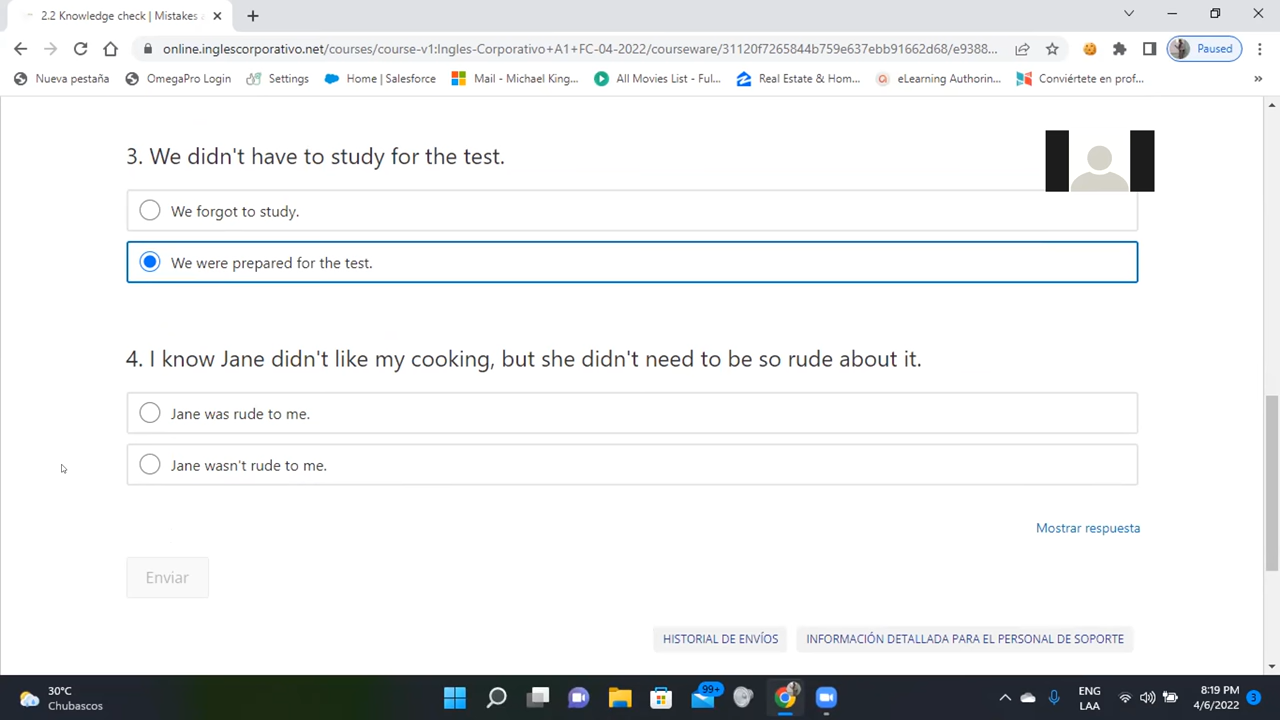 2.2 Knowledge check | Mistakes
online.inglescorporativo.net/courses/course-v1:Ingles-Corporativo+A1+FC-04-2022/courseware/31120f7265844b759e637ebb91662d68/e9388...
Paused
Nueva pestaña
OmegaPro Login
Settings
Home | Salesforce
Mail - Michael King...
All Movies List - Ful...
Real Estate & Hom...
eLearning Authorin...
Conviértete en prof...
3. We didn't have to study for the test.
We forgot to study.
We were prepared for the test.
4. I know Jane didn't like my cooking, but she didn't need to be so rude about it.
Jane was rude to me.
Jane wasn't rude to me.
Mostrar respuesta
Enviar
HISTORIAL DE ENVÍOS
INFORMACIÓN DETALLADA PARA EL PERSONAL DE SOPORTE
30°C
Chubascos
99+
ENG
LAA
8:19 PM
4/6/2022
3